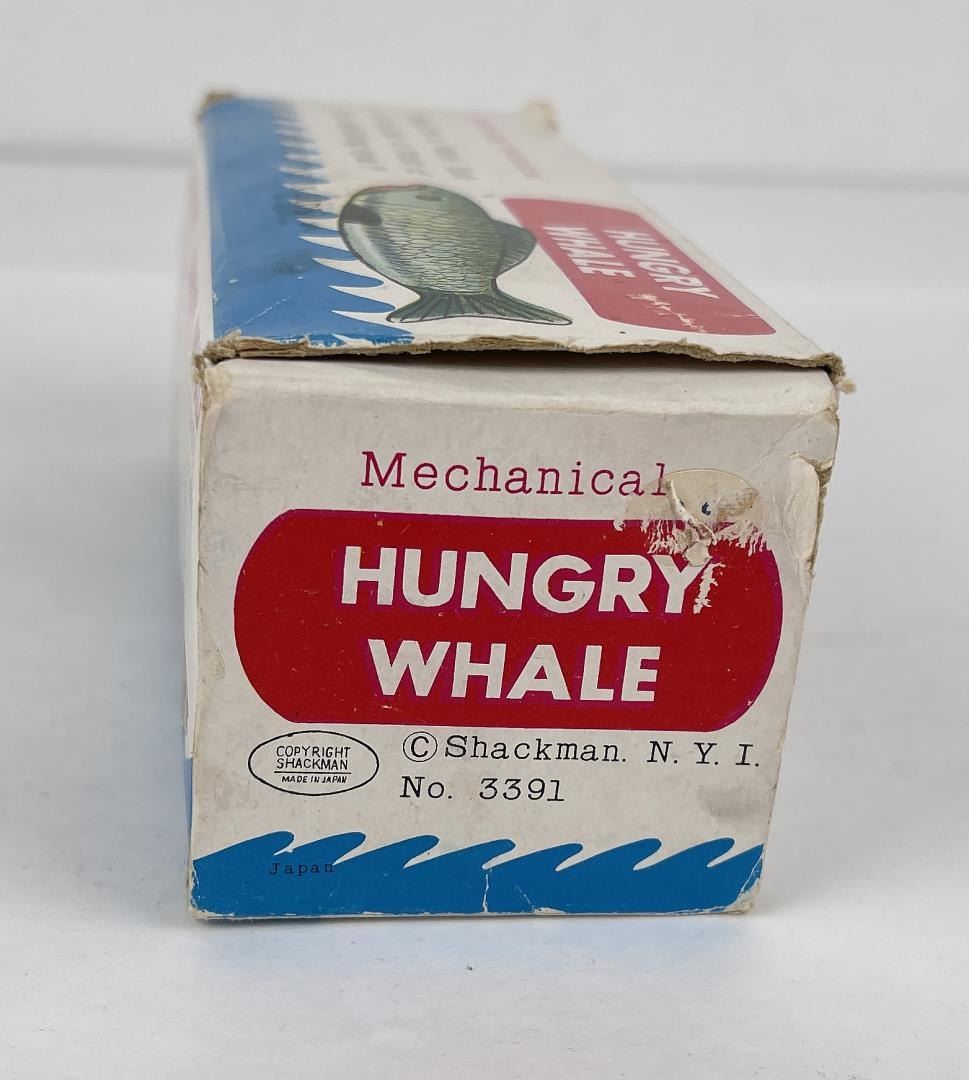 HUNGRY
WHALE
Mechanical
HUNGRY
WHALE
COPYRIGHT
SHACKMAN
MADE IN JAPAN
©Shackman. N. Y. I.
No. 3391
Japan